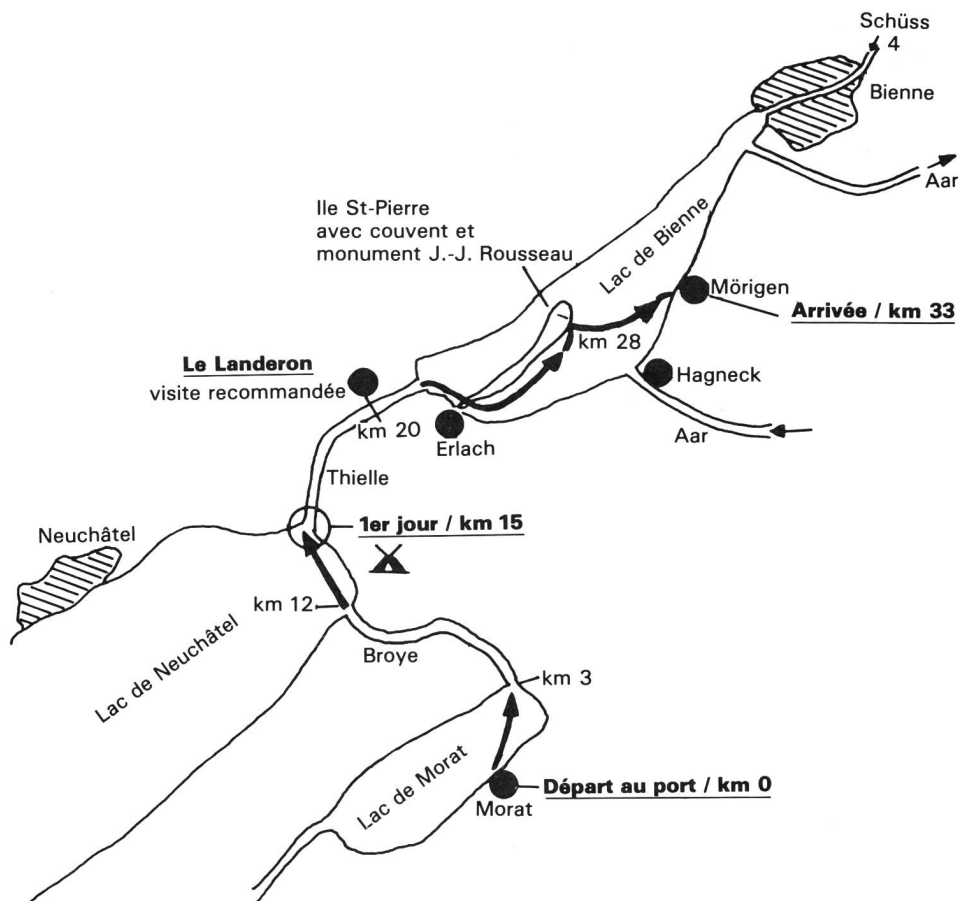 Schüss
4
Bienne
Aar
Ile St-Pierre
avec couvent et
monument J.-J. Rousseau
Lac de Bienne
Mörigen
Arrivée / km 33
km 28
Le Landeron
visite recommandée
Hagneck
km 20
Erlach
Aar
Thielle
1er jour / km 15
Neuchâtel
km 12
Lac de Neuchâtel
Broye
km 3
Lac de Morat
Départ au port / km 0
Morat